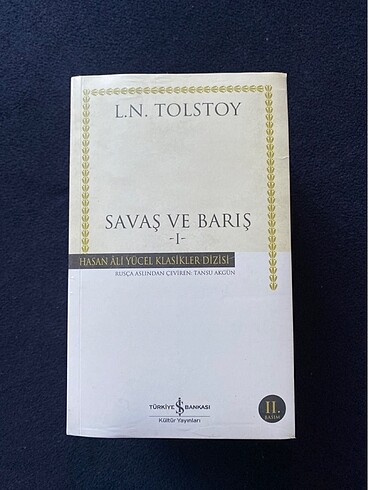 L.N. TOLSTOY
SAVAŞ VE BARIŞ
-I-
HASAN ÂLİ YÜCEL KLASİKLER DİZİSİ
RUSÇA ASLINDAN ÇEVİREN: TANSU AKGÜN
TÜRKİYE İŞ BANKASI
Kültür Yayınları
II.
BASIM